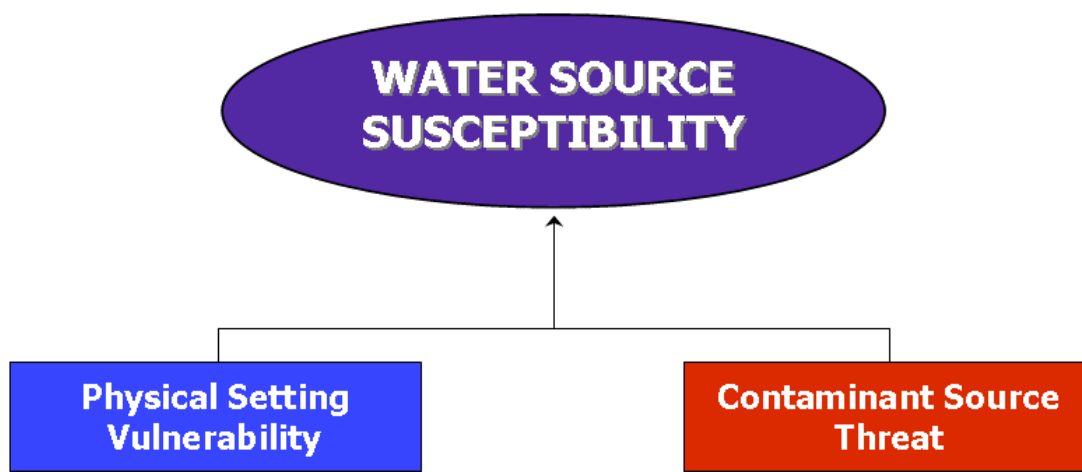 WATER SOURCE
SUSCEPTIBILITY
Physical Setting
Vulnerability
Contaminant Source
Threat